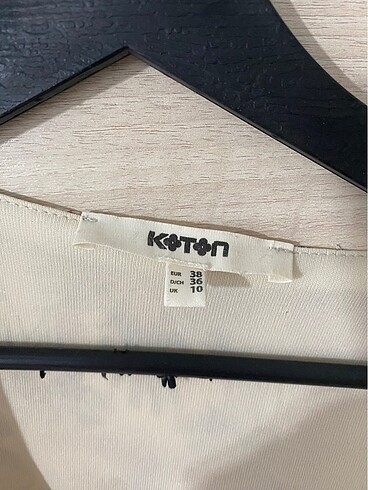 KOTON
EUR 38
D/CH 36
UK 10